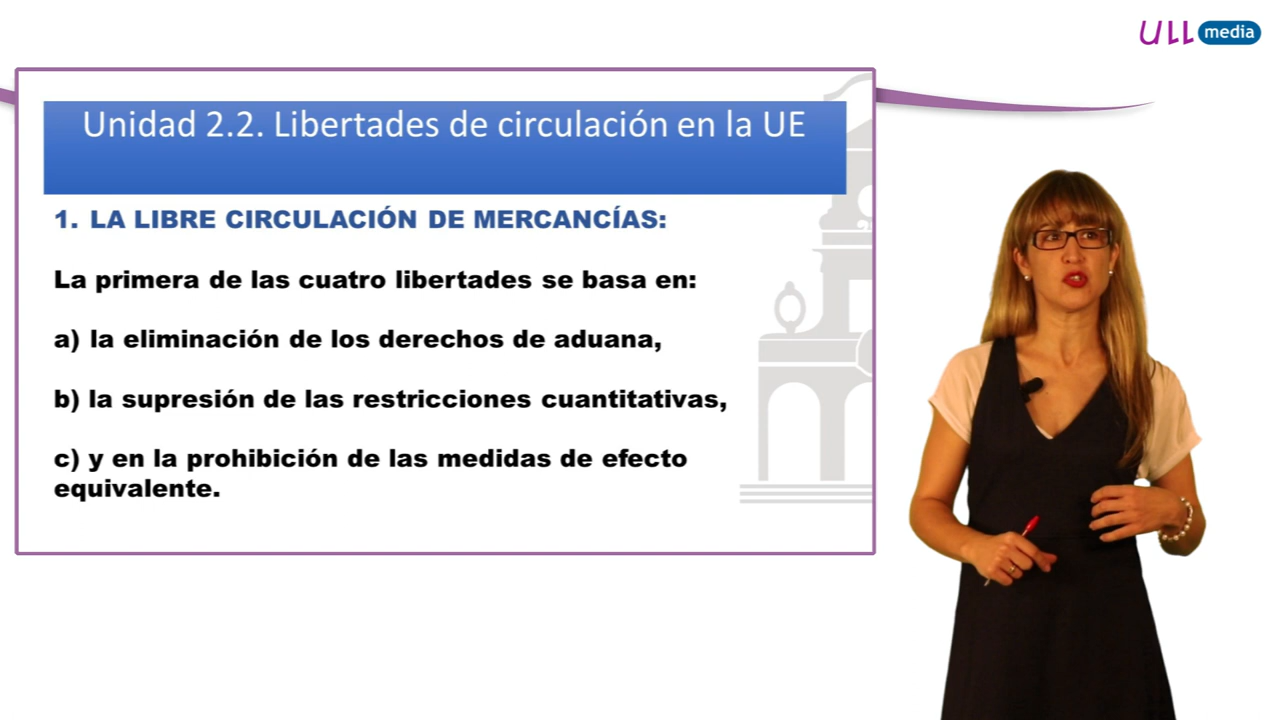 ULL media
Unidad 2.2. Libertades de circulación en la UE
1. LA LIBRE CIRCULACIÓN DE MERCANCÍAS:
La primera de las cuatro libertades se basa en:
a) la eliminación de los derechos de aduana,
b) la supresión de las restricciones cuantitativas,
c) y en la prohibición de las medidas de efecto
equivalente.